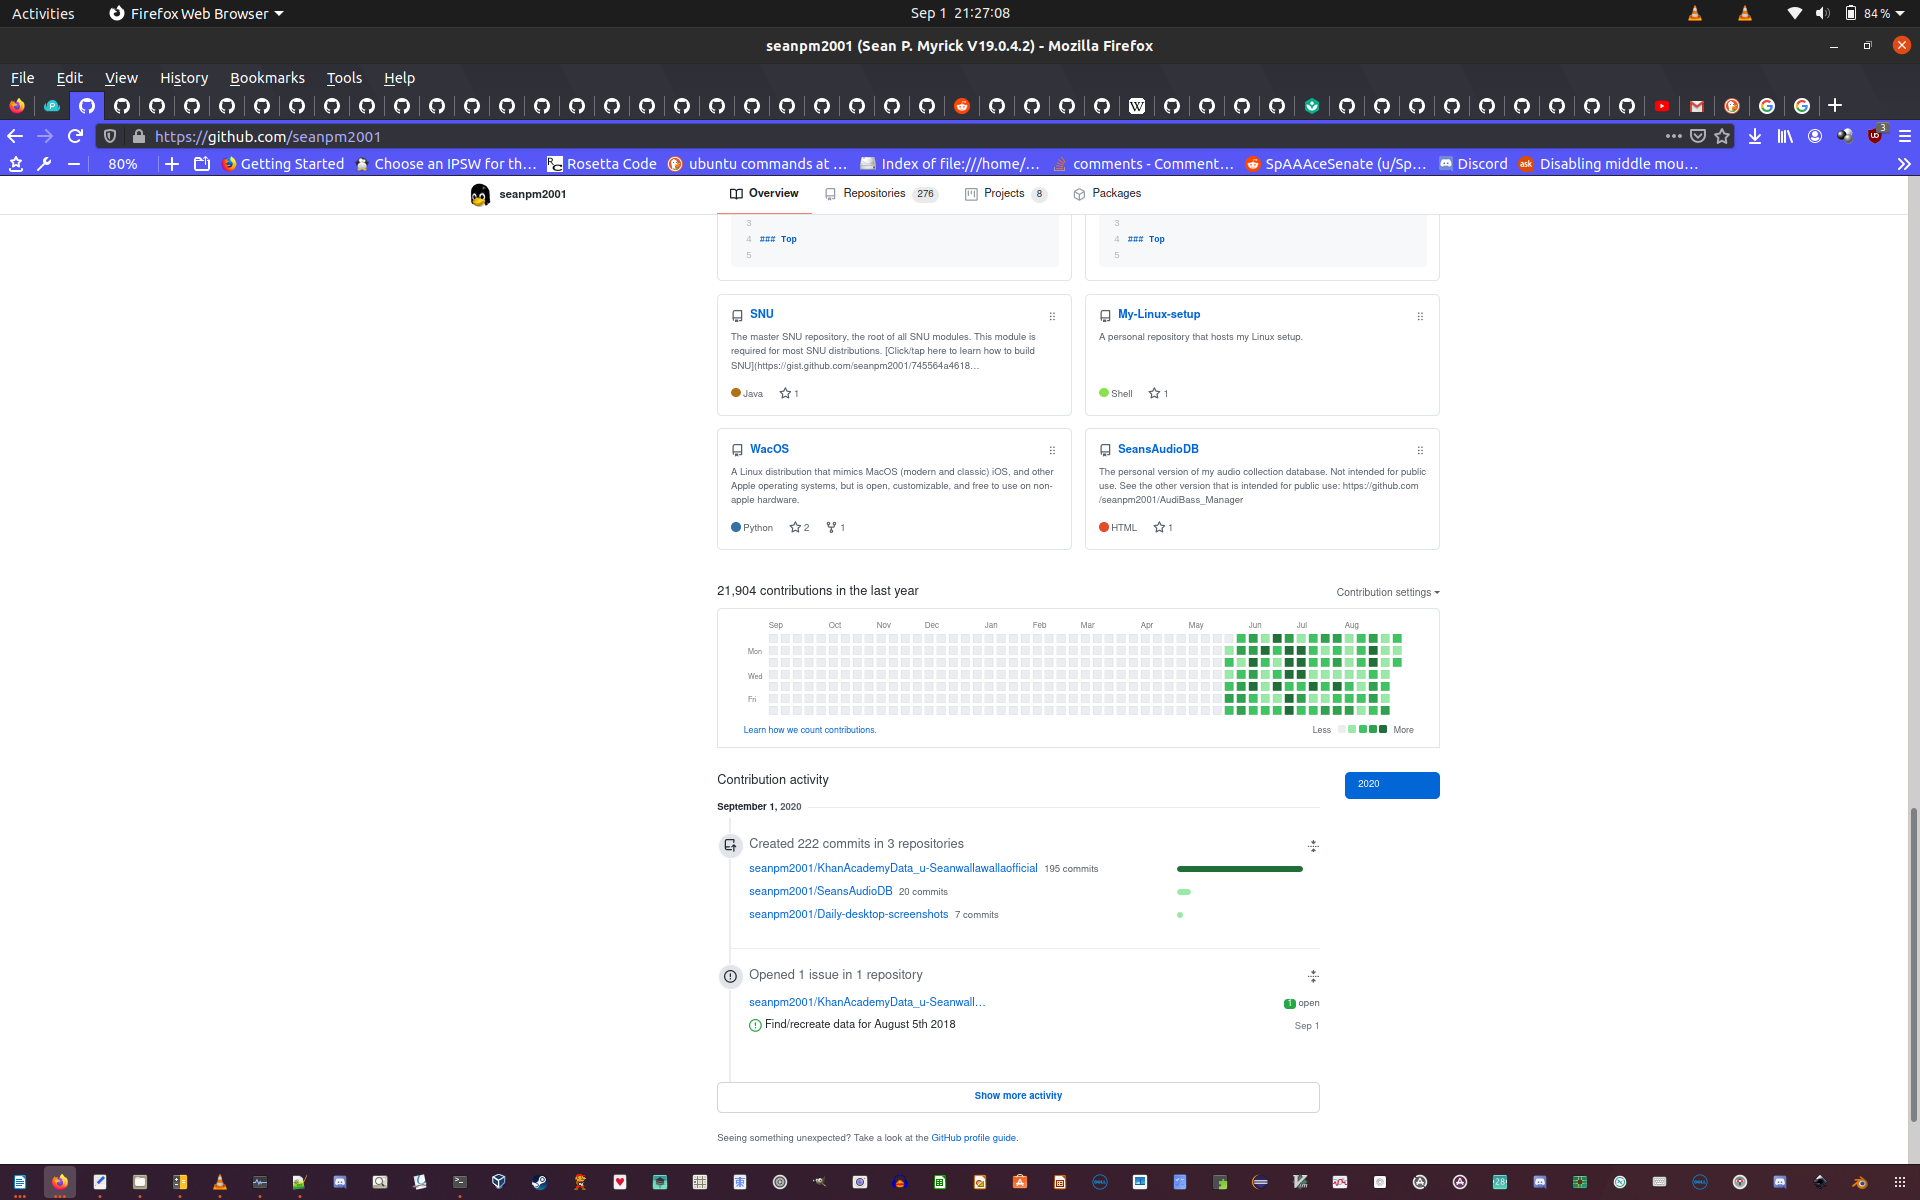 Activities
Firefox Web Browser
Sep 1 21:27:08
84 %
seanpm2001 (Sean P. Myrick V19.0.4.2) - Mozilla Firefox
File Edit View History Bookmarks Tools Help
https://github.com/seanpm2001
3
80%
Getting Started
Choose an IPSW for th…
Rosetta Code
ubuntu commands at …
Index of file:///home/…
comments - Comment…
SpAAAceSenate (u/Sp…
Discord
Disabling middle mou…
seanpm2001
Overview
Repositories 276
Projects 8
Packages
3
4 ### Top
5
3
4 ### Top
5
SNU
The master SNU repository, the root of all SNU modules. This module is
required for most SNU distributions. [Click/tap here to learn how to build
SNU](https://gist.github.com/seanpm2001/745564a4618…
Java 1
My-Linux-setup
A personal repository that hosts my Linux setup.
Shell 1
WacOS
A Linux distribution that mimics MacOS (modern and classic) iOS, and other
Apple operating systems, but is open, customizable, and free to use on non-
apple hardware.
Python 2 1
SeansAudioDB
The personal version of my audio collection database. Not intended for public
use. See the other version that is intended for public use: https://github.com
/seanpm2001/AudiBass_Manager
HTML 1
21,904 contributions in the last year
Contribution settings
Sep Oct Nov Dec Jan Feb Mar Apr May Jun Jul Aug
Mon
Wed
Fri
Learn how we count contributions.
Less More
Contribution activity
2020
September 1, 2020
Created 222 commits in 3 repositories
seanpm2001/KhanAcademyData_u-Seanwallawallaofficial 195 commits
seanpm2001/SeansAudioDB 20 commits
seanpm2001/Daily-desktop-screenshots 7 commits
Opened 1 issue in 1 repository
seanpm2001/KhanAcademyData_u-Seanwall…
1 open
Find/recreate data for August 5th 2018
Sep 1
Show more activity
Seeing something unexpected? Take a look at the GitHub profile guide.